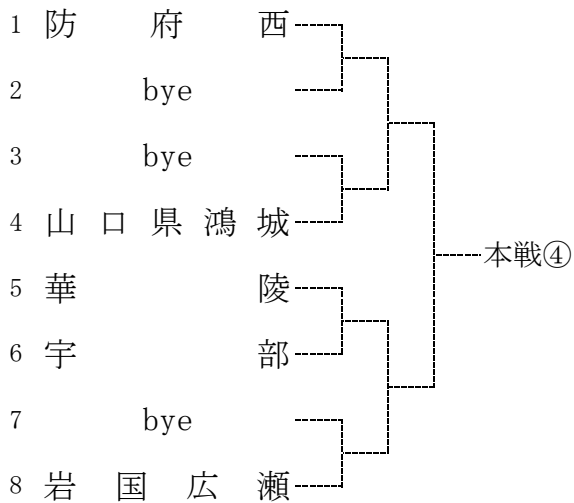 1 防府西
2 bye
3 bye
4 山口県鴻城
本戦④
5 華陵
6 宇部
7 bye
8 岩国広瀬